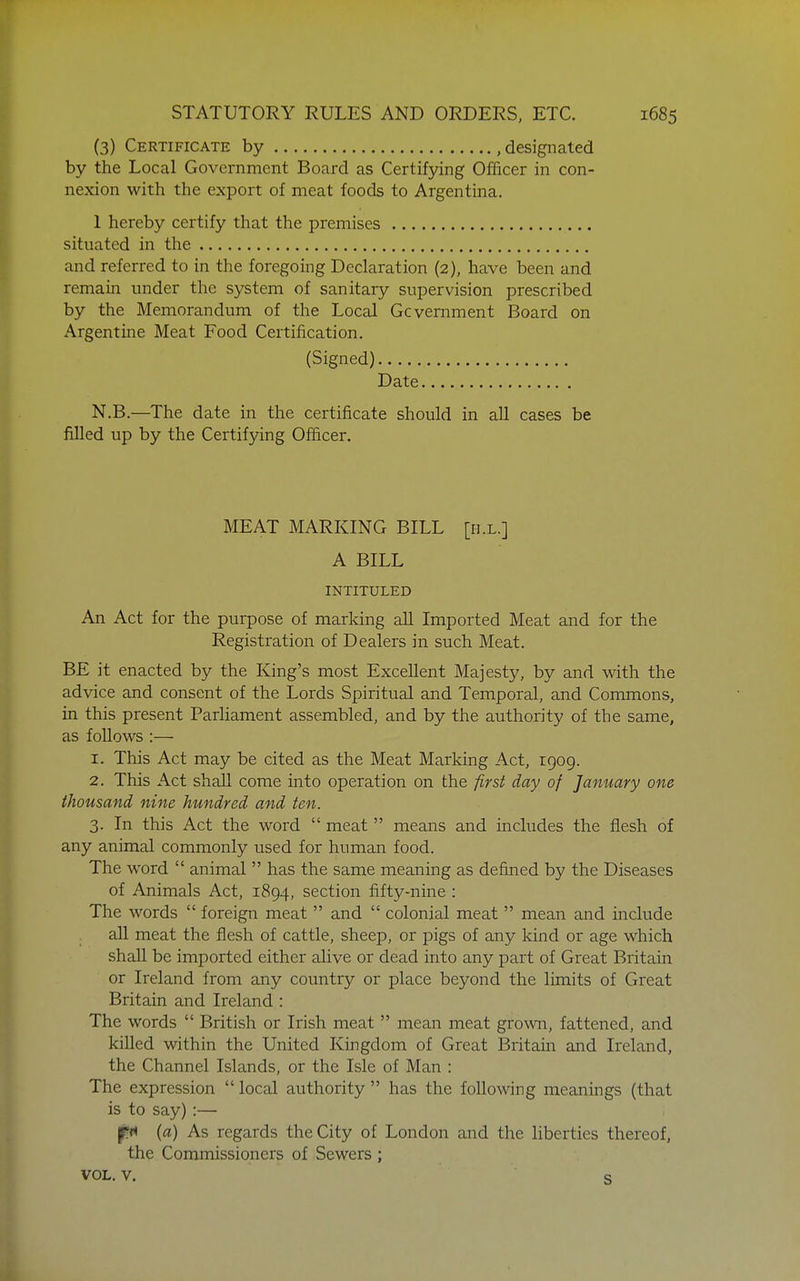 STATUTORY RULES AND ORDERS, ETC. 1685
(3) CERTIFICATE by ........................, designated
by the Local Government Board as Certifying Officer in con-
nexion with the export of meat foods to Argentina.
I hereby certify that the premises ......................
situated in the ..........................................
and referred to in the foregoing Declaration (2), have been and
remain under the system of sanitary supervision prescribed
by the Memorandum of the Local Government Board on
Argentine Meat Food Certification.
(Signed).....................
Date.................
N.B.—The date in the certificate should in all cases be
filled up by the Certifying Officer.
MEAT MARKING BILL [H.L.]
A BILL
INTITULED
An Act for the purpose of marking all Imported Meat and for the
Registration of Dealers in such Meat.
BE it enacted by the King's most Excellent Majesty, by and with the
advice and consent of the Lords Spiritual and Temporal, and Commons,
in this present Parliament assembled, and by the authority of the same,
as follows :—
1. This Act may be cited as the Meat Marking Act, 1909.
2. This Act shall come into operation on the first day of January one
thousand nine hundred and ten.
3. In this Act the word " meat " means and includes the flesh of
any animal commonly used for human food.
The word " animal " has the same meaning as defined by the Diseases
of Animals Act, 1894, section fifty-nine :
The words " foreign meat " and " colonial meat " mean and include
all meat the flesh of cattle, sheep, or pigs of any kind or age which
shall be imported either alive or dead into any part of Great Britain
or Ireland from any country or place beyond the limits of Great
Britain and Ireland :
The words " British or Irish meat " mean meat grown, fattened, and
killed within the United Kingdom of Great Britain and Ireland,
the Channel Islands, or the Isle of Man :
The expression " local authority " has the following meanings (that
is to say) :—
(a) As regards the City of London and the liberties thereof,
the Commissioners of Sewers ;
VOL. V. S